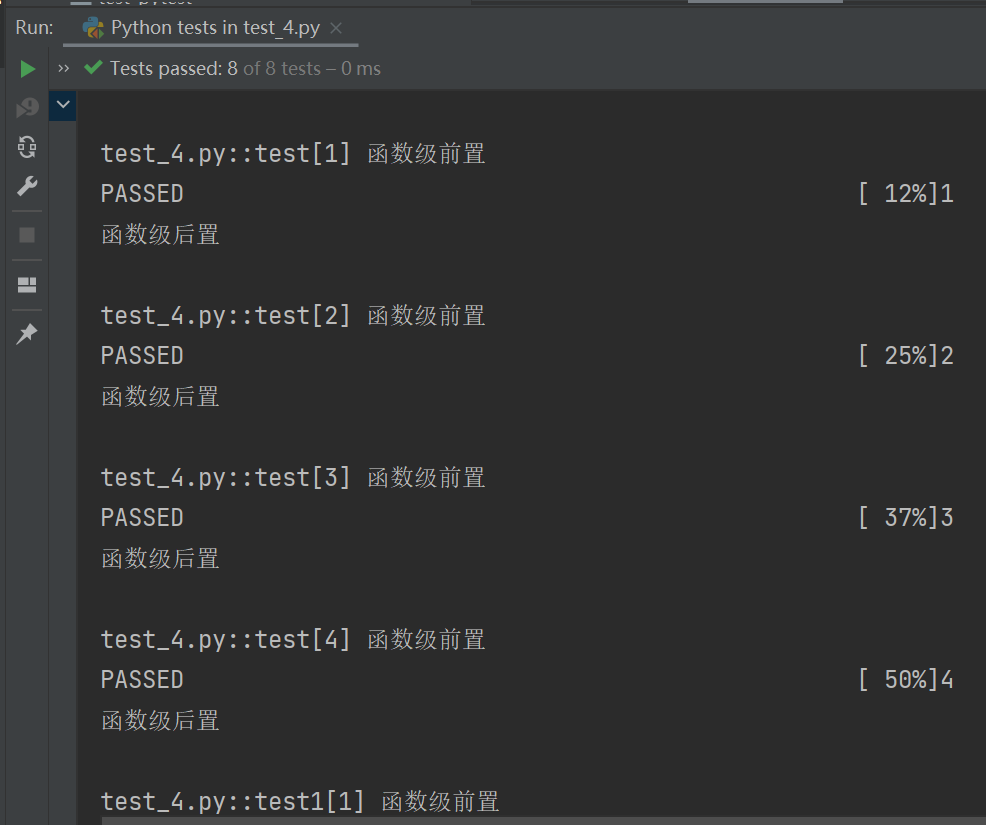 Run: Python tests in test_4.py
Tests passed: 8 of 8 tests – 0 ms
test_4.py::test[1] 函数级前置
PASSED [ 12%]1
函数级后置
test_4.py::test[2] 函数级前置
PASSED [ 25%]2
函数级后置
test_4.py::test[3] 函数级前置
PASSED [ 37%]3
函数级后置
test_4.py::test[4] 函数级前置
PASSED [ 50%]4
函数级后置
test_4.py::test1[1] 函数级前置